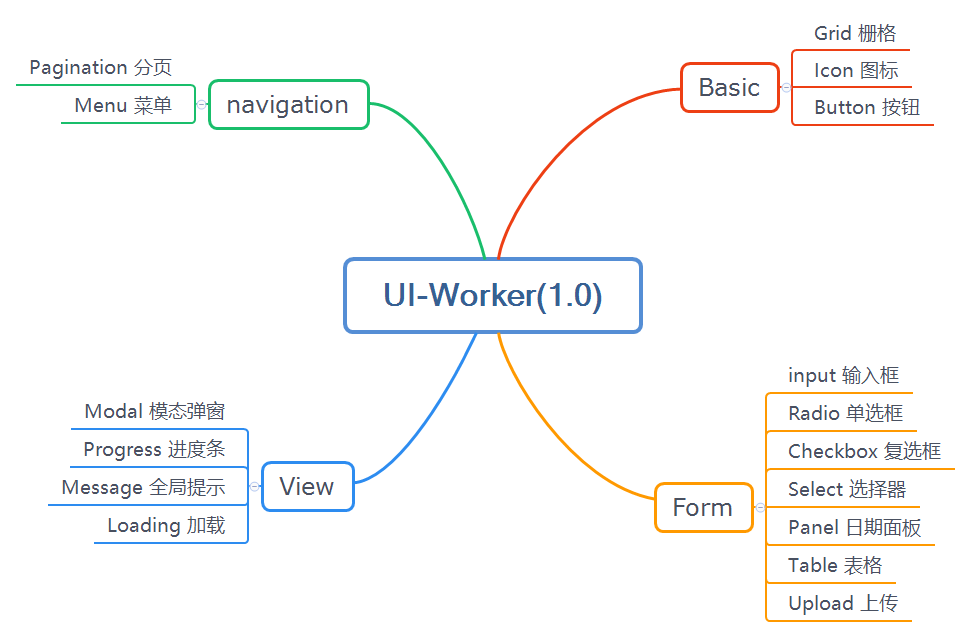 UI-Worker(1.0)
Basic
Grid 栅格
Icon 图标
Button 按钮
Form
input 输入框
Radio 单选框
Checkbox 复选框
Select 选择器
Panel 日期面板
Table 表格
Upload 上传
View
Modal 模态弹窗
Progress 进度条
Message 全局提示
Loading 加载
navigation
Pagination 分页
Menu 菜单